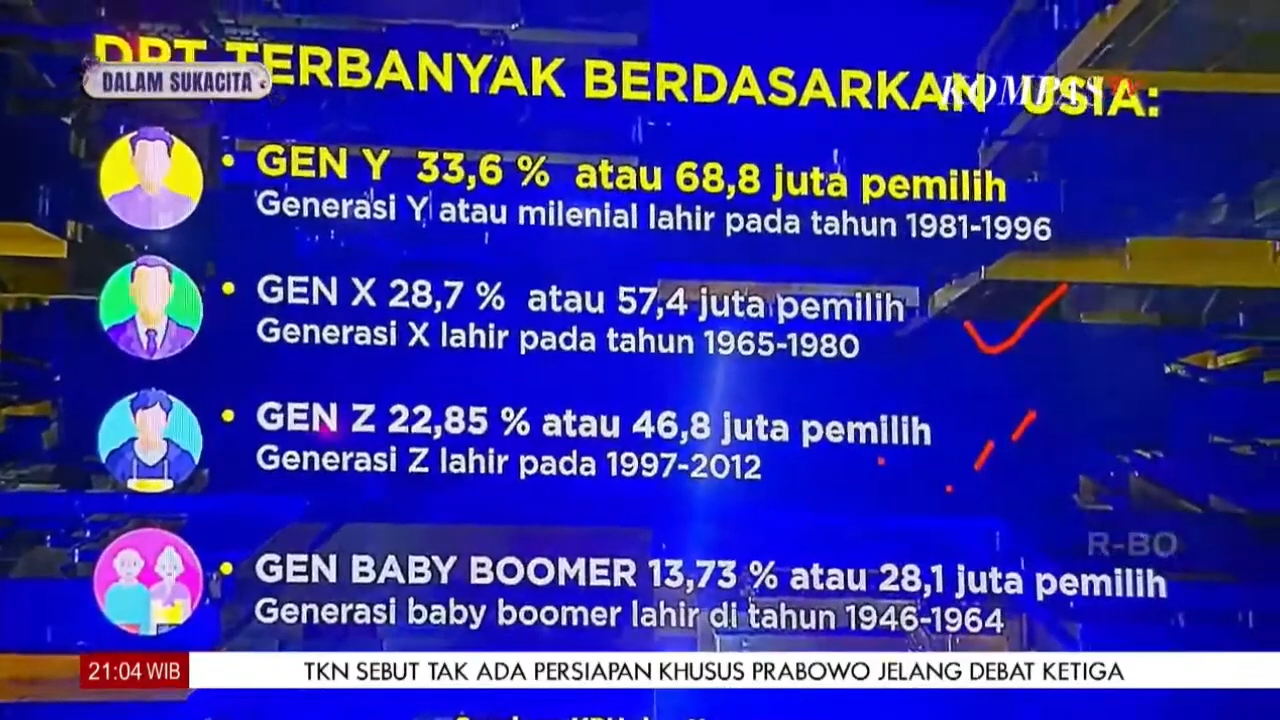 DPT TERBANYAK BERDASARKAN USIA:
DALAM SUKACITA
KOMPAS TV
• GEN Y 33,6 % atau 68,8 juta pemilih
Generasi Y atau milenial lahir pada tahun 1981-1996
• GEN X 28,7 % atau 57,4 juta pemilih
Generasi X lahir pada tahun 1965-1980
• GEN Z 22,85 % atau 46,8 juta pemilih
Generasi Z lahir pada 1997-2012
R-BO
• GEN BABY BOOMER 13,73 % atau 28,1 juta pemilih
Generasi baby boomer lahir di tahun 1946-1964
21:04 WIB
TKN SEBUT TAK ADA PERSIAPAN KHUSUS PRABOWO JELANG DEBAT KETIGA